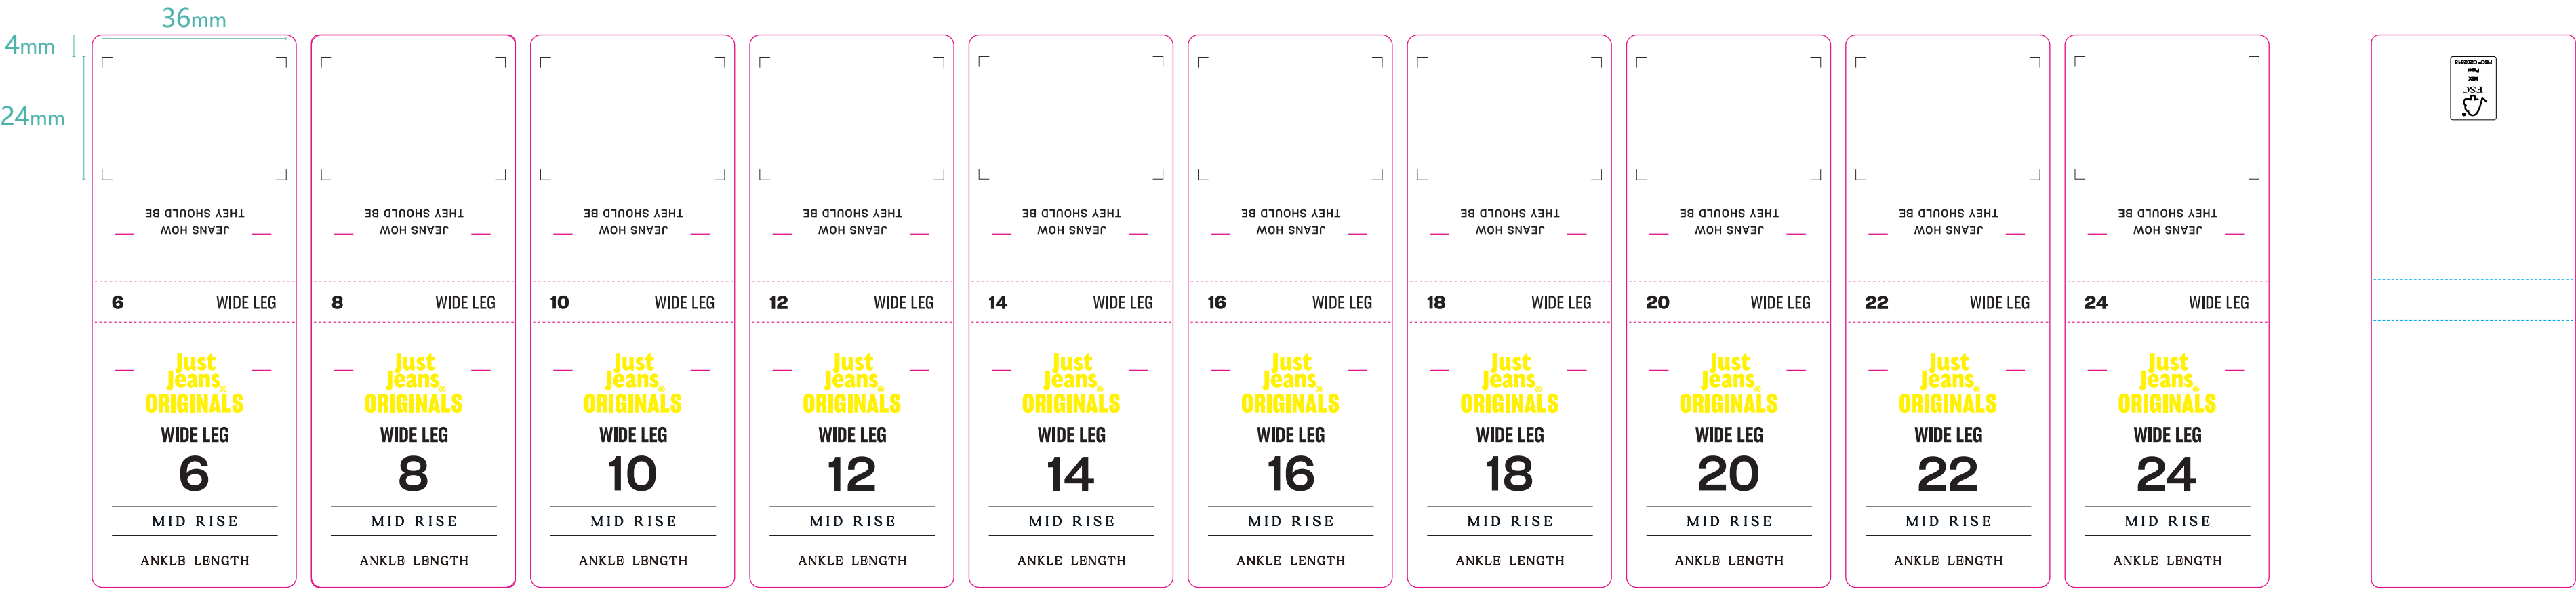 36mm
4mm
24mm
THEY SHOULD BE
JEANS HOW
6 WIDE LEG
Just
Jeans®
ORIGINALS
WIDE LEG
6
MID RISE
ANKLE LENGTH
THEY SHOULD BE
JEANS HOW
8 WIDE LEG
Just
Jeans®
ORIGINALS
WIDE LEG
8
MID RISE
ANKLE LENGTH
THEY SHOULD BE
JEANS HOW
10 WIDE LEG
Just
Jeans®
ORIGINALS
WIDE LEG
10
MID RISE
ANKLE LENGTH
THEY SHOULD BE
JEANS HOW
12 WIDE LEG
Just
Jeans®
ORIGINALS
WIDE LEG
12
MID RISE
ANKLE LENGTH
THEY SHOULD BE
JEANS HOW
14 WIDE LEG
Just
Jeans®
ORIGINALS
WIDE LEG
14
MID RISE
ANKLE LENGTH
THEY SHOULD BE
JEANS HOW
16 WIDE LEG
Just
Jeans®
ORIGINALS
WIDE LEG
16
MID RISE
ANKLE LENGTH
THEY SHOULD BE
JEANS HOW
18 WIDE LEG
Just
Jeans®
ORIGINALS
WIDE LEG
18
MID RISE
ANKLE LENGTH
THEY SHOULD BE
JEANS HOW
20 WIDE LEG
Just
Jeans®
ORIGINALS
WIDE LEG
20
MID RISE
ANKLE LENGTH
THEY SHOULD BE
JEANS HOW
22 WIDE LEG
Just
Jeans®
ORIGINALS
WIDE LEG
22
MID RISE
ANKLE LENGTH
THEY SHOULD BE
JEANS HOW
24 WIDE LEG
Just
Jeans®
ORIGINALS
WIDE LEG
24
MID RISE
ANKLE LENGTH
FSC
MIX
Paper
FSC® C202518